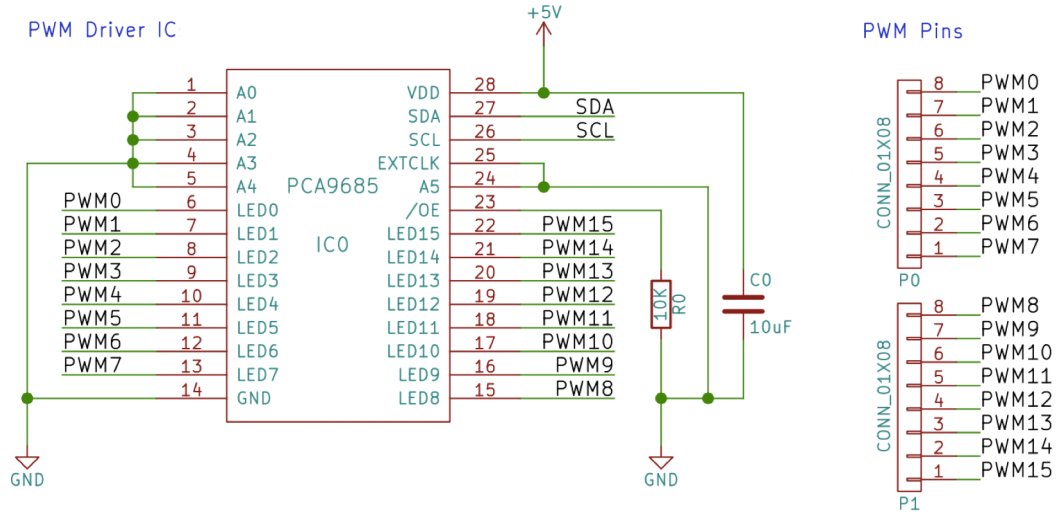 +5V
PWM Driver IC
PWM Pins
1 A0 VDD 28
2 A1 SDA 27 SDA
3 A2 SCL 26 SCL
4 A3 EXTCLK 25
5 A4 A5 24
PCA9685
PWM0 6 LED0 /OE 23
PWM1 7 LED1 LED15 22 PWM15
IC0
PWM2 8 LED2 LED14 21 PWM14
PWM3 9 LED3 LED13 20 PWM13
PWM4 10 LED4 LED12 19 PWM12
PWM5 11 LED5 LED11 18 PWM11
PWM6 12 LED6 LED10 17 PWM10
PWM7 13 LED7 LED9 16 PWM9
14 GND LED8 15 PWM8
10K
R0
C0
10uF
GND
GND
CONN_01X08
8 PWM0
7 PWM1
6 PWM2
5 PWM3
4 PWM4
3 PWM5
2 PWM6
1 PWM7
P0
CONN_01X08
8 PWM8
7 PWM9
6 PWM10
5 PWM11
4 PWM12
3 PWM13
2 PWM14
1 PWM15
P1